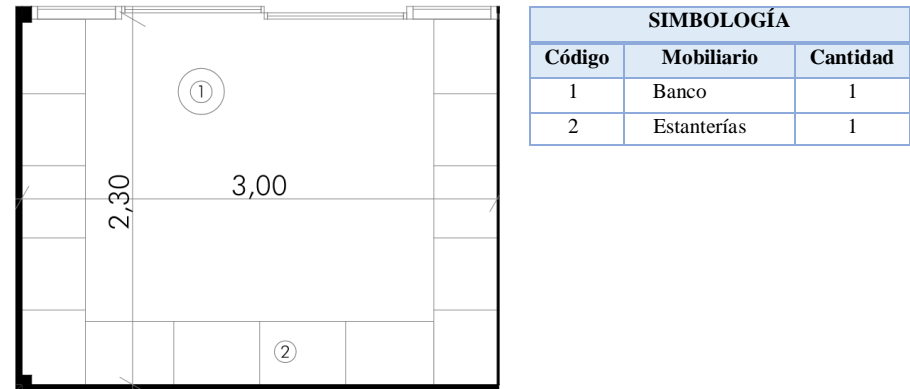 1
3,00
2,30
2
SIMBOLOGÍA
Código Mobiliario Cantidad
1 Banco 1
2 Estanterías 1